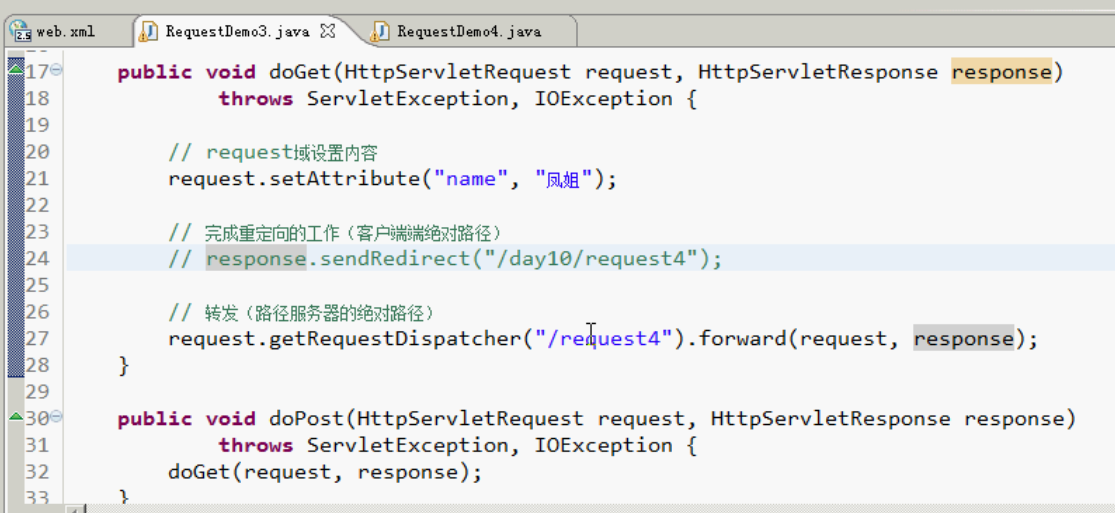 web.xml RequestDemo3.java RequestDemo4.java
17 public void doGet(HttpServletRequest request, HttpServletResponse response)
18 throws ServletException, IOException {
19
20 // request域设置内容
21 request.setAttribute("name", "凤姐");
22
23 // 完成重定向的工作（客户端端绝对路径）
24 // response.sendRedirect("/day10/request4");
25
26 // 转发（路径服务器的绝对路径）
27 request.getRequestDispatcher("/request4").forward(request, response);
28 }
29
30 public void doPost(HttpServletRequest request, HttpServletResponse response)
31 throws ServletException, IOException {
32 doGet(request, response);
33 }